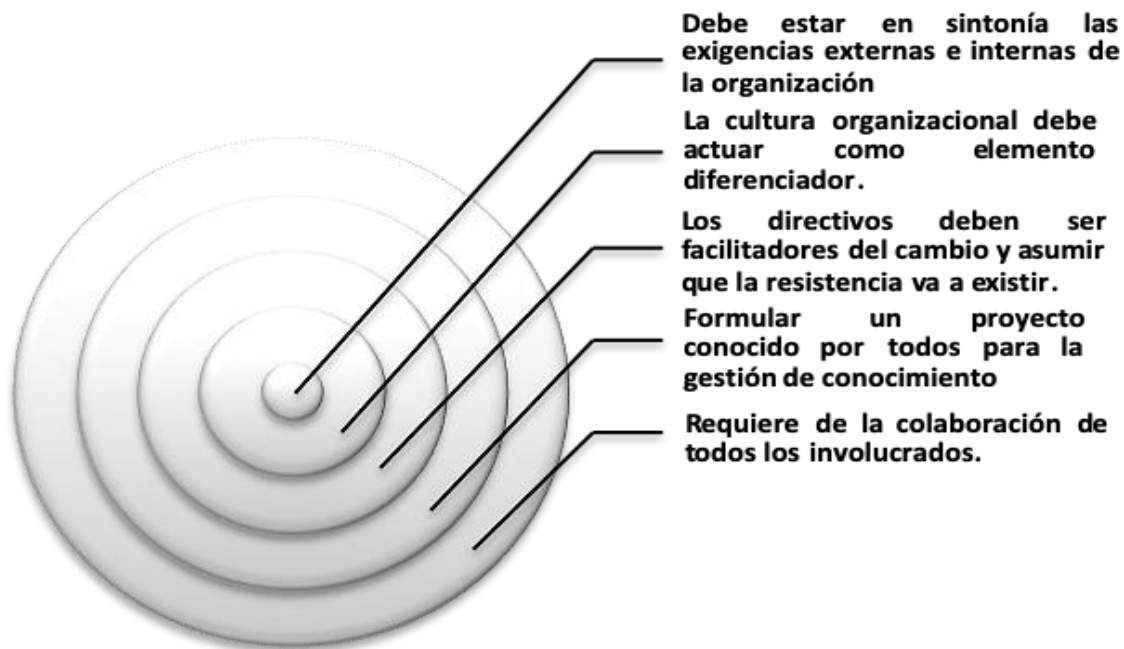 Debe estar en sintonía las
exigencias externas e internas de
la organización
La cultura organizacional debe
actuar como elemento
diferenciador.
Los directivos deben ser
facilitadores del cambio y asumir
que la resistencia va a existir.
Formular un proyecto
conocido por todos para la
gestión de conocimiento
Requiere de la colaboración de
todos los involucrados.